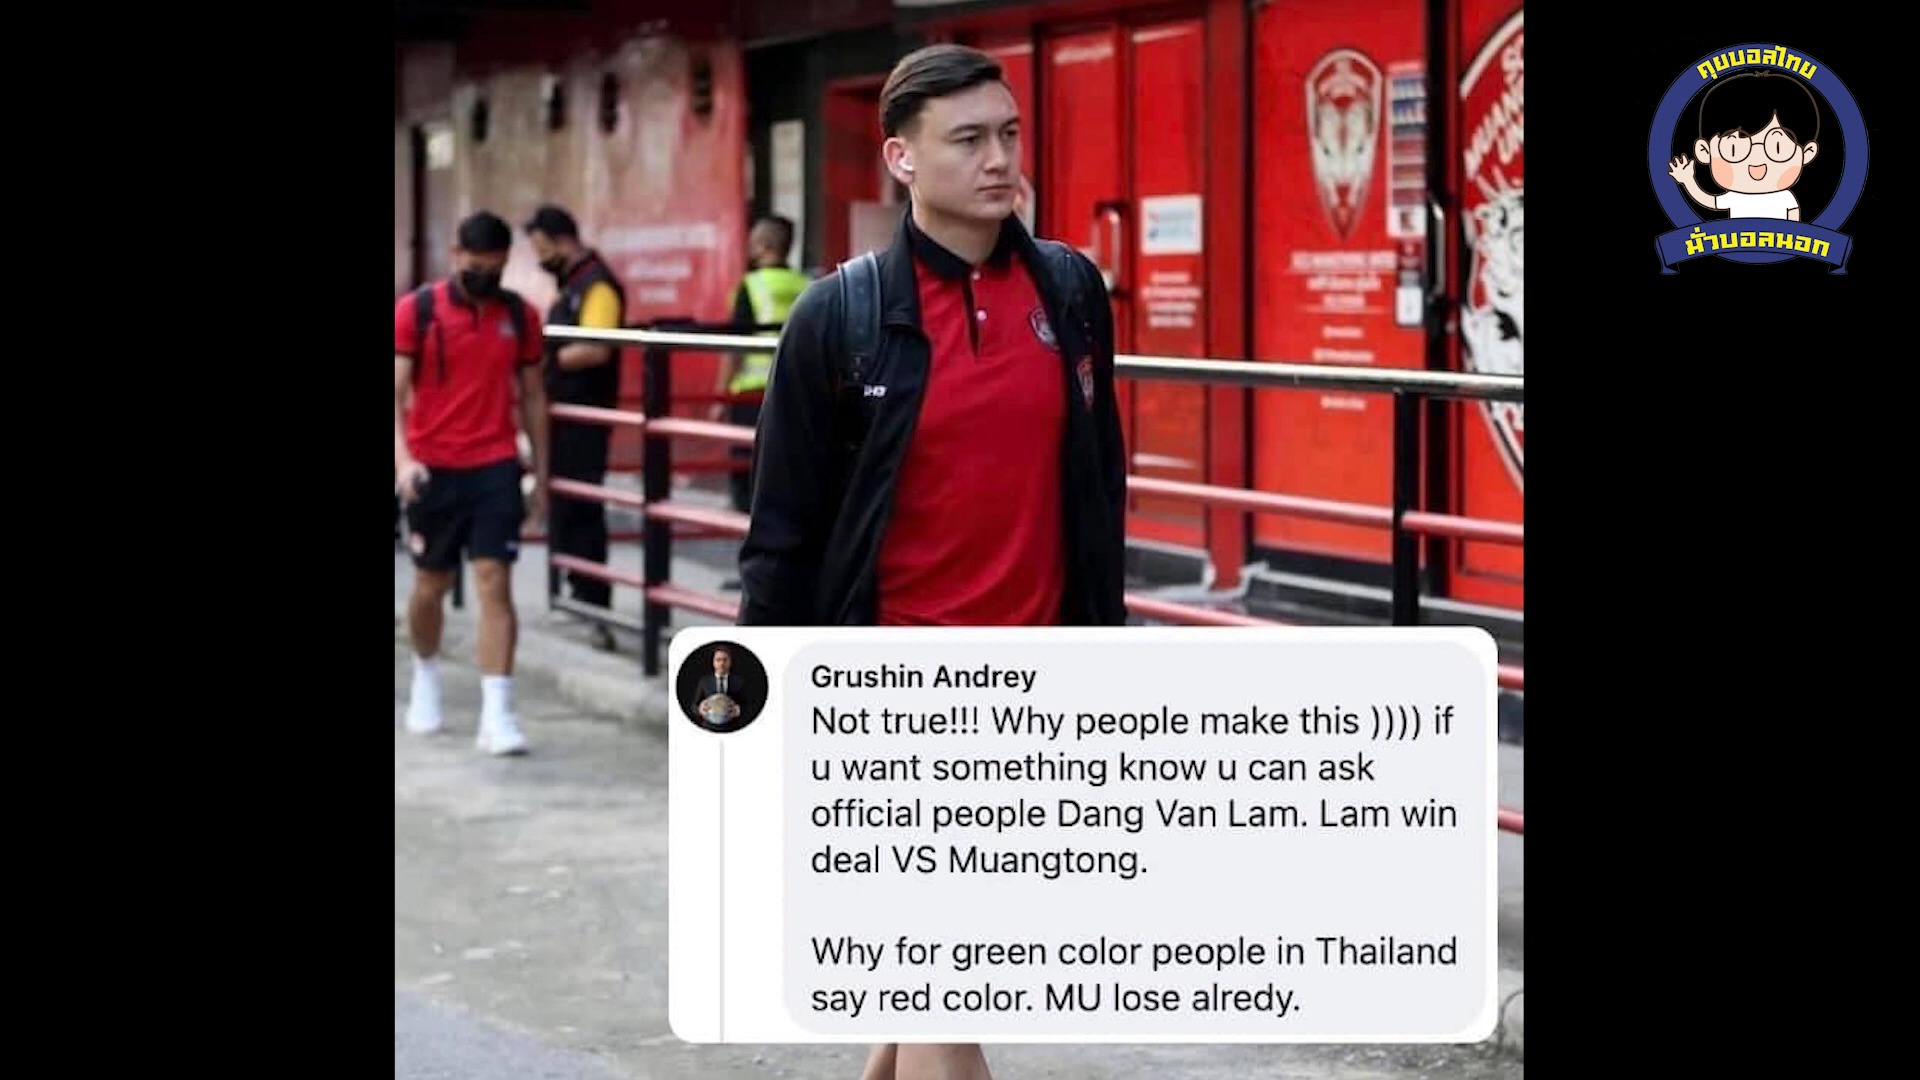 คุยบอลไทย
มั่วบอลนอก
Grushin Andrey
Not true!!! Why people make this )))) if
u want something know u can ask
official people Dang Van Lam. Lam win
deal VS Muangtong.
Why for green color people in Thailand
say red color. MU lose alredy.